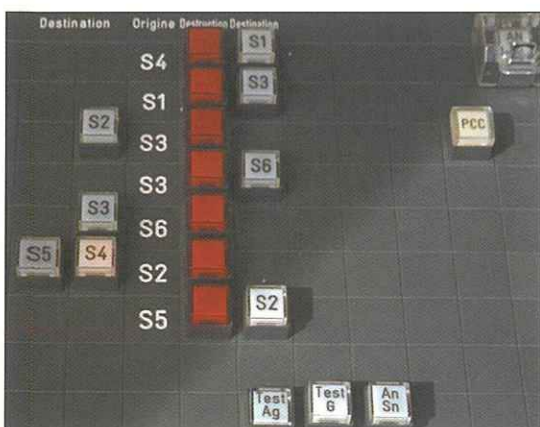 Destination Origine Destruction Destination
S1
S4
S3
S1
S2
PCC
S3
S6
S3
S3
S6
S5 S4
S2
S2
S5
Test Ag
Test G
An Sn